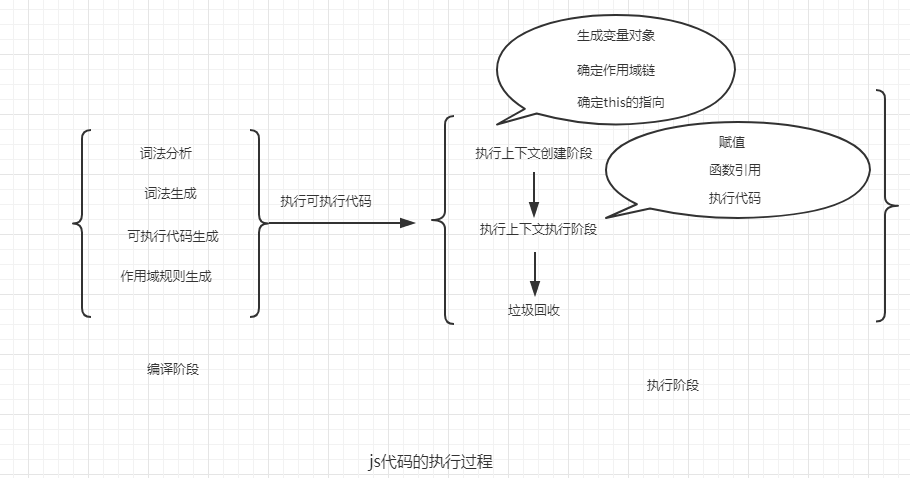 生成变量对象
确定作用域链
确定this的指向
词法分析
词法生成
可执行代码生成
作用域规则生成
执行可执行代码
执行上下文创建阶段
执行上下文执行阶段
垃圾回收
赋值
函数引用
执行代码
编译阶段
执行阶段
js代码的执行过程